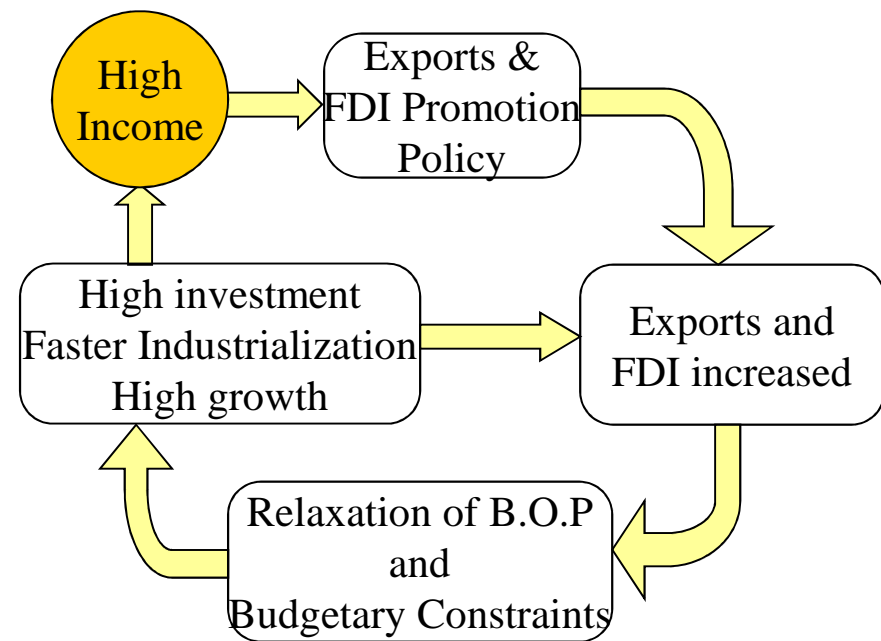 High
Income
Exports &
FDI Promotion
Policy
High investment
Faster Industrialization
High growth
Exports and
FDI increased
Relaxation of B.O.P
and
Budgetary Constraints